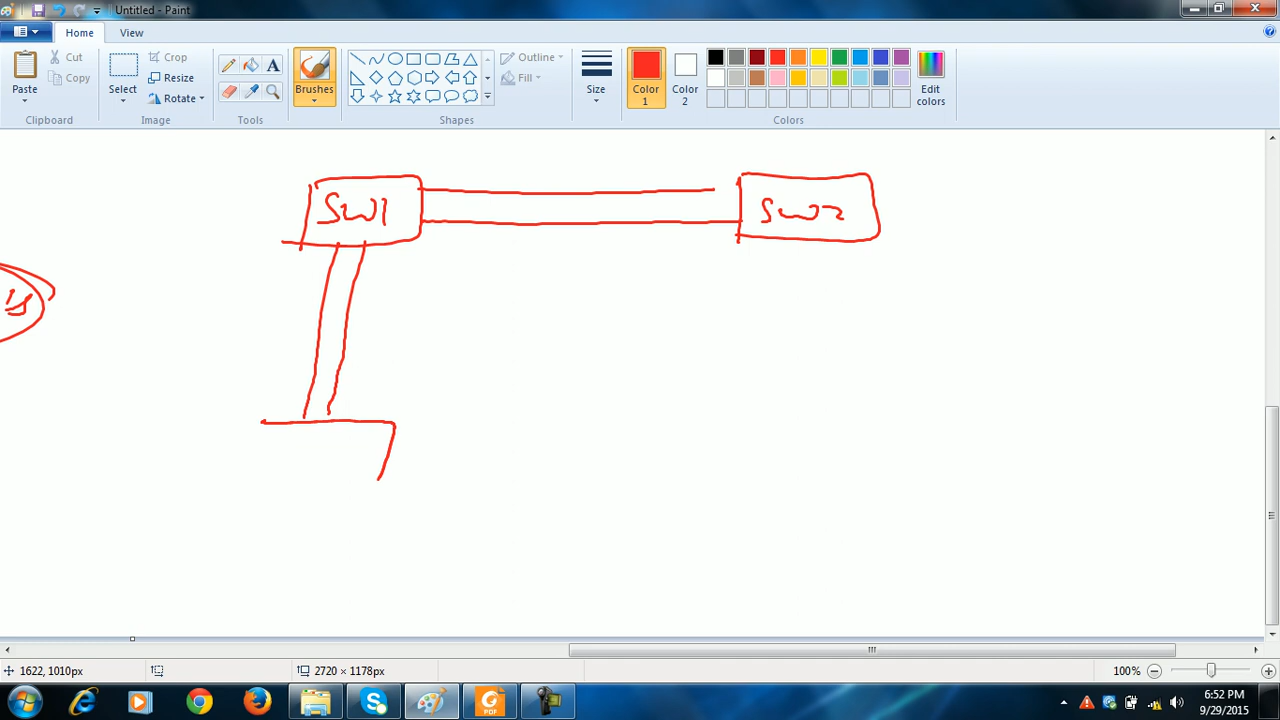 Untitled - Paint
Home
View
Paste
Cut
Copy
Clipboard
Select
Crop
Resize
Rotate
Image
Tools
Brushes
Shapes
Outline
Fill
Size
Color 1
Color 2
Edit colors
Colors
SW1
SW2
1622, 1010px
2720 × 1178px
100%
PDF
6:52 PM
9/29/2015